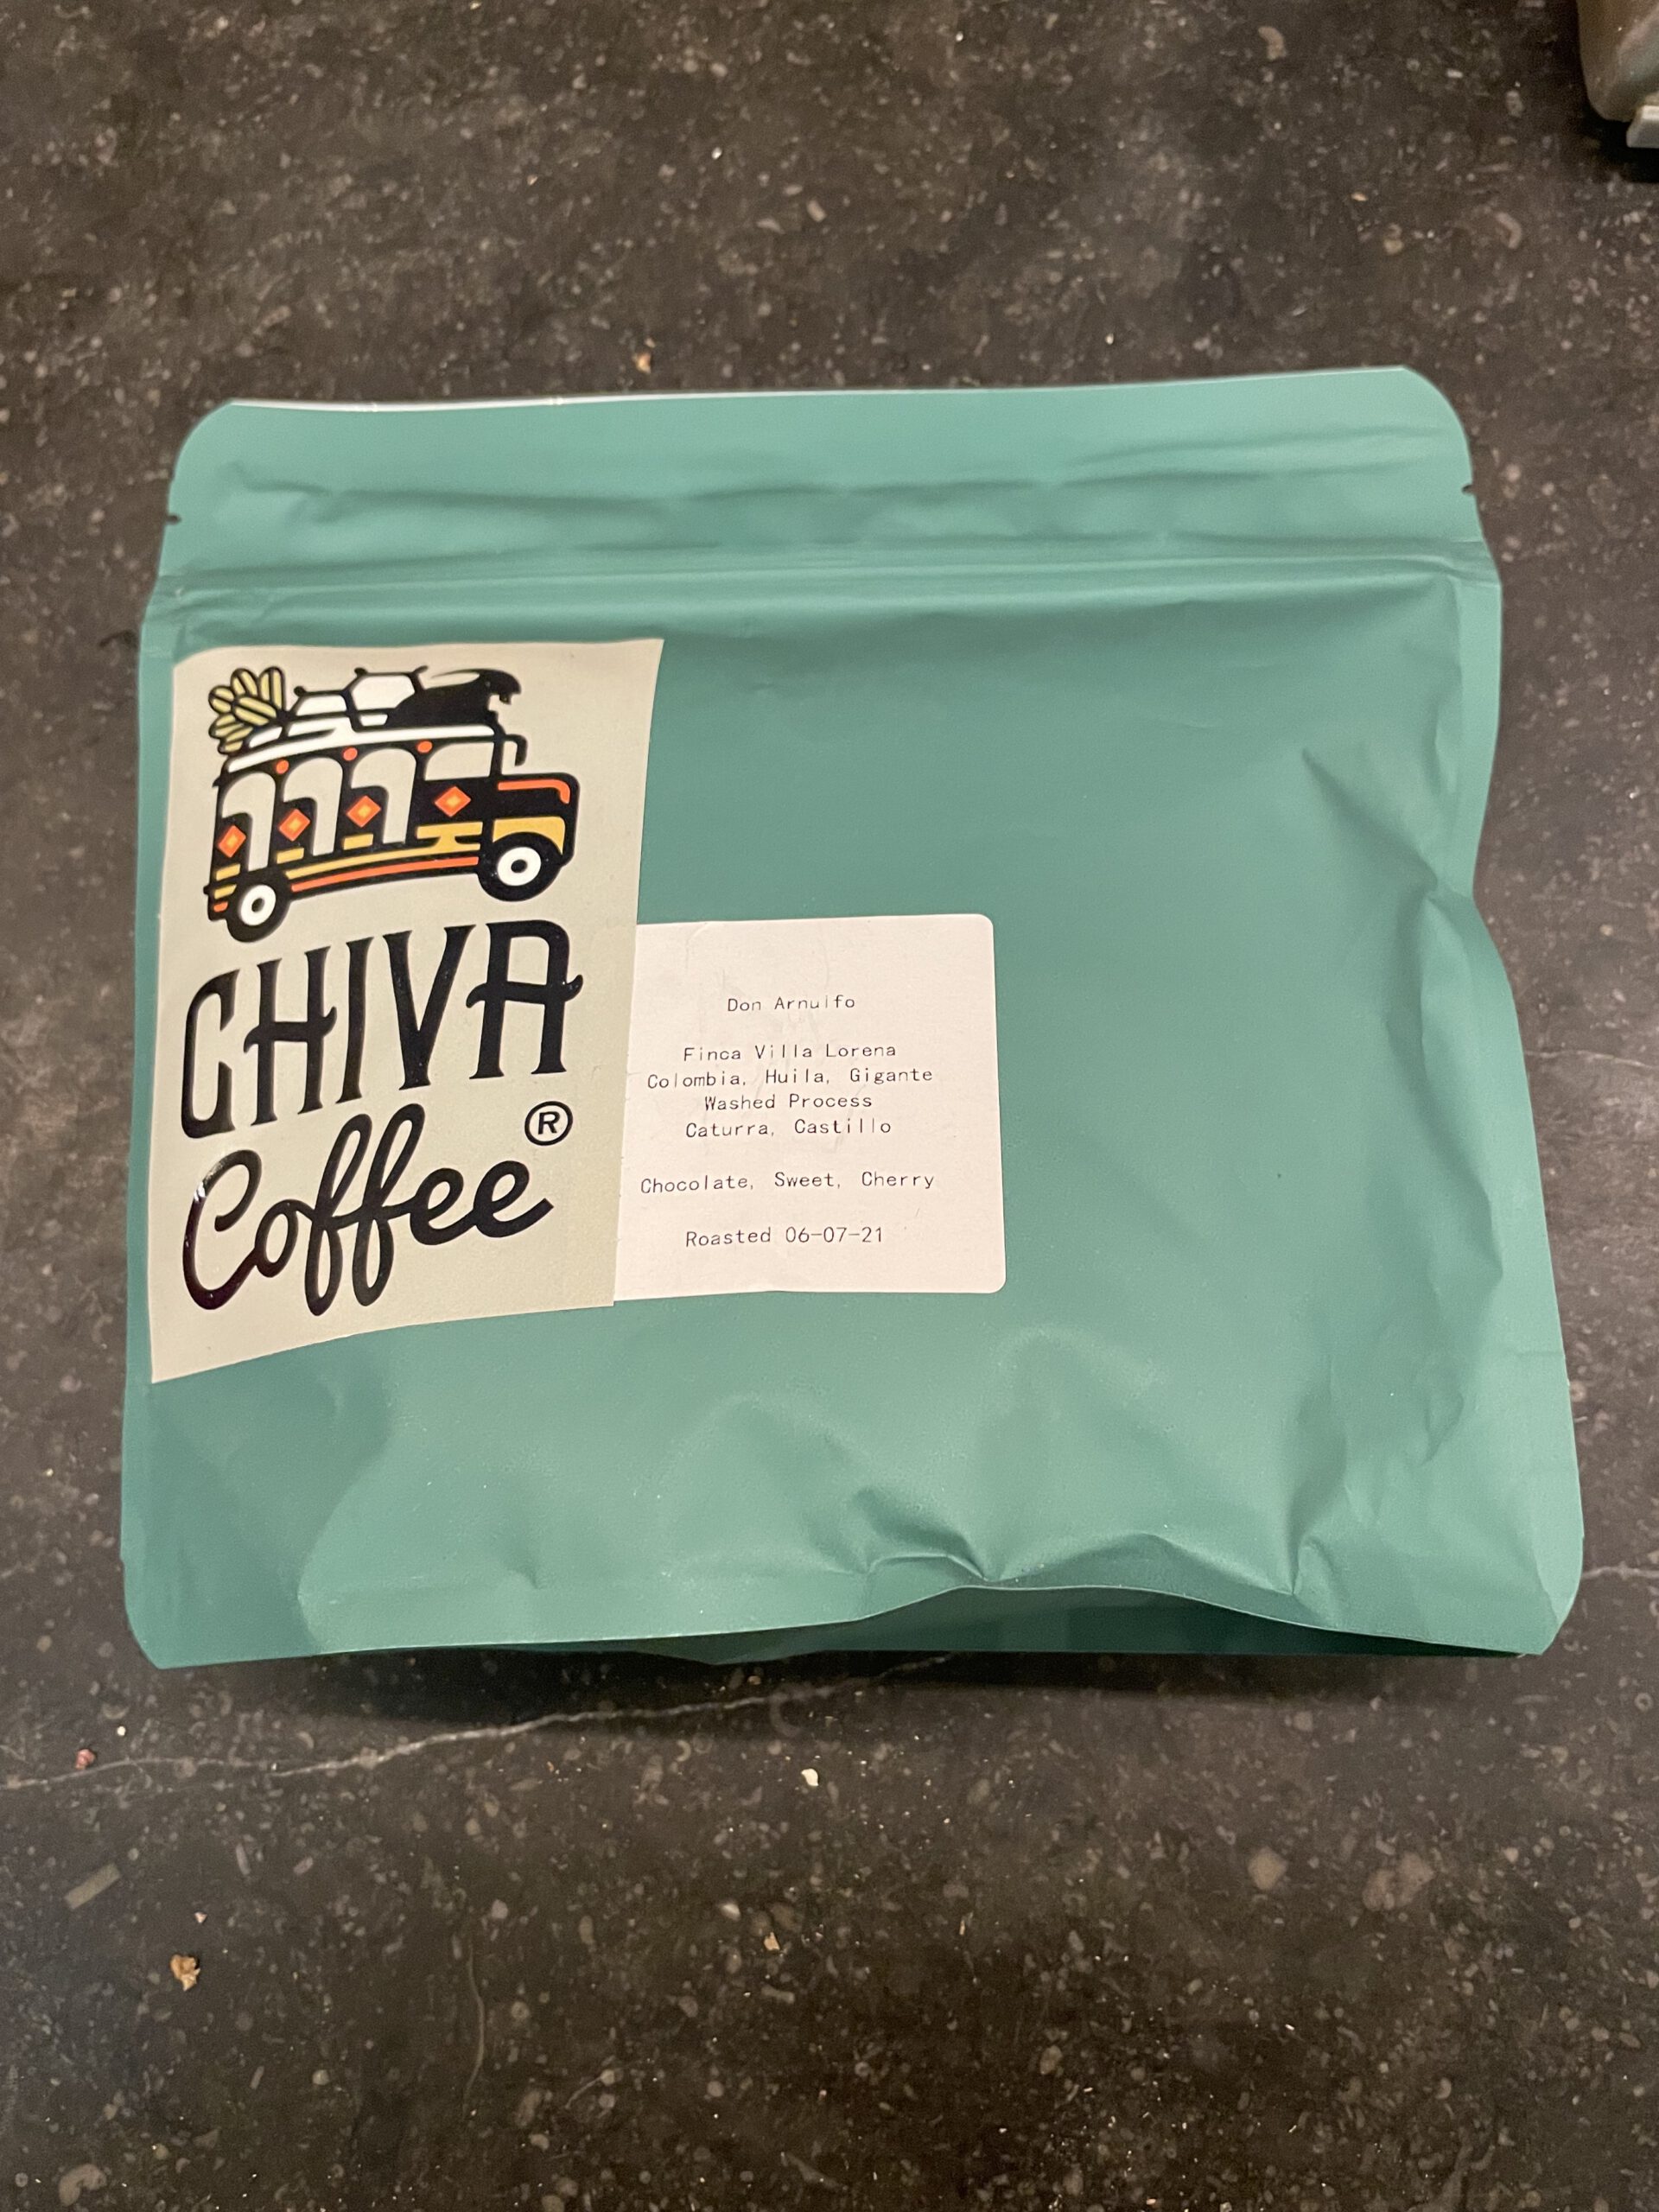 CHIVA
Coffee®
Don Arnulfo
Finca Villa Lorena
Colombia, Huila, Gigante
Washed Process
Caturra, Castillo
Chocolate, Sweet, Cherry
Roasted 06-07-21